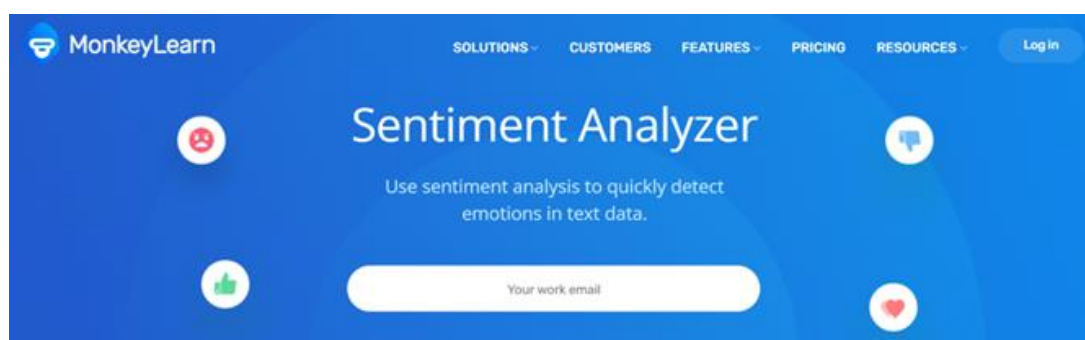 MonkeyLearn
SOLUTIONS CUSTOMERS FEATURES PRICING RESOURCES Log in
Sentiment Analyzer
Use sentiment analysis to quickly detect
emotions in text data.
Your work email